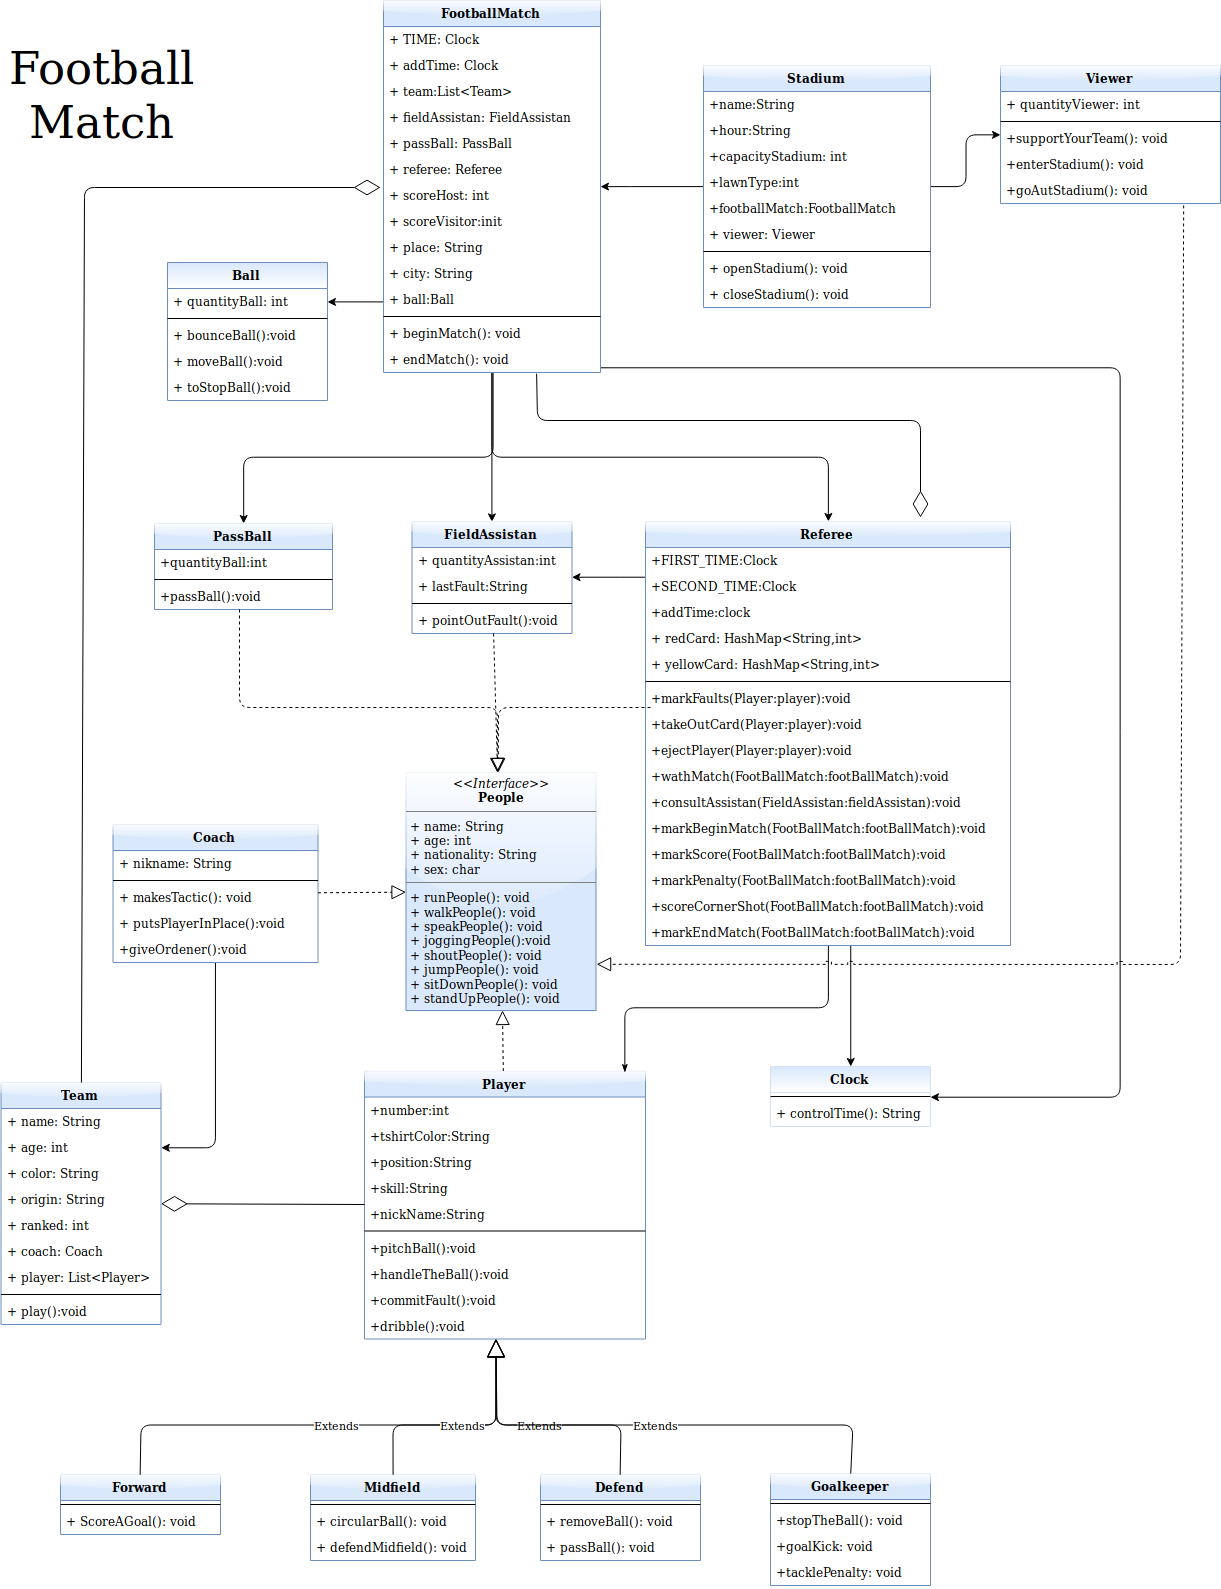 Football
Match
FootballMatch
+ TIME: Clock
+ addTime: Clock
+ team:List<Team>
+ fieldAssistan: FieldAssistan
+ passBall: PassBall
+ referee: Referee
+ scoreHost: int
+ scoreVisitor:init
+ place: String
+ city: String
+ ball:Ball
+ beginMatch(): void
+ endMatch(): void
Stadium
+name:String
+hour:String
+capacityStadium: int
+lawnType:int
+footballMatch:FootballMatch
+ viewer: Viewer
+ openStadium(): void
+ closeStadium(): void
Viewer
+ quantityViewer: int
+supportYourTeam(): void
+enterStadium(): void
+goAutStadium(): void
Ball
+ quantityBall: int
+ bounceBall():void
+ moveBall():void
+ toStopBall():void
PassBall
+quantityBall:int
+passBall():void
FieldAssistan
+ quantityAssistan:int
+ lastFault:String
+ pointOutFault():void
Referee
+FIRST_TIME:Clock
+SECOND_TIME:Clock
+addTime:clock
+ redCard: HashMap<String,int>
+ yellowCard: HashMap<String,int>
+markFaults(Player:player):void
+takeOutCard(Player:player):void
+ejectPlayer(Player:player):void
+wathMatch(FootBallMatch:footBallMatch):void
+consultAssistan(FieldAssistan:fieldAssistan):void
+markBeginMatch(FootBallMatch:footBallMatch):void
+markScore(FootBallMatch:footBallMatch):void
+markPenalty(FootBallMatch:footBallMatch):void
+scoreCornerShot(FootBallMatch:footBallMatch):void
+markEndMatch(FootBallMatch:footBallMatch):void
<<Interface>>
People
+ name: String
+ age: int
+ nationality: String
+ sex: char
+ runPeople(): void
+ walkPeople(): void
+ speakPeople(): void
+ joggingPeople():void
+ shoutPeople(): void
+ jumpPeople(): void
+ sitDownPeople(): void
+ standUpPeople(): void
Coach
+ nikname: String
+ makesTactic(): void
+ putsPlayerInPlace():void
+giveOrdener():void
Team
+ name: String
+ age: int
+ color: String
+ origin: String
+ ranked: int
+ coach: Coach
+ player: List<Player>
+ play():void
Player
+number:int
+tshirtColor:String
+position:String
+skill:String
+nickName:String
+pitchBall():void
+handleTheBall():void
+commitFault():void
+dribble():void
Clock
+ controlTime(): String
Extends
Extends
Extends
Extends
Forward
+ ScoreAGoal(): void
Midfield
+ circularBall(): void
+ defendMidfield(): void
Defend
+ removeBall(): void
+ passBall(): void
Goalkeeper
+stopTheBall(): void
+goalKick: void
+tacklePenalty: void